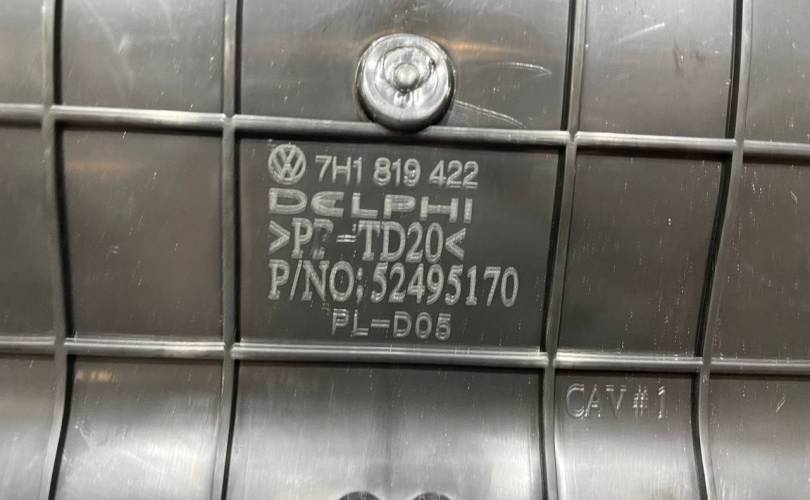 7H1 819 422
DELPHI
>PP-TD20<
P/NO:52495170
PL-D05
CAV#1